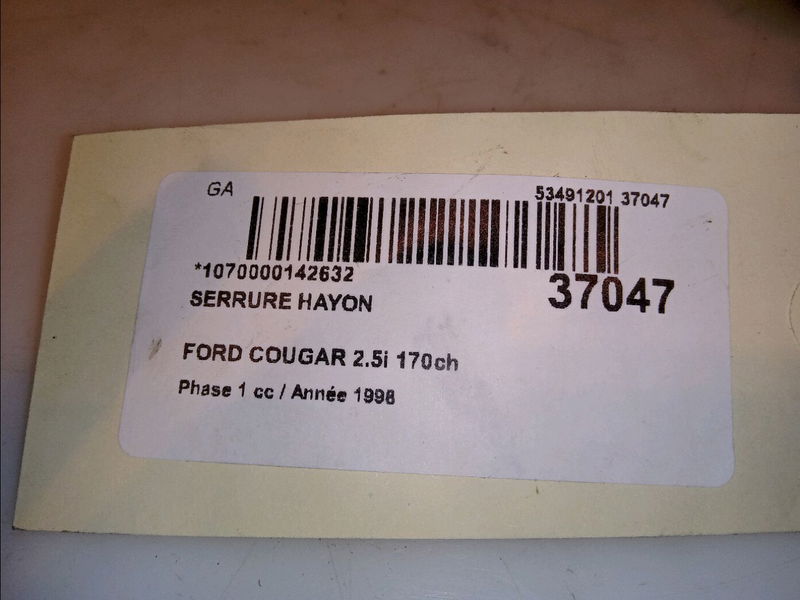 GA
53491201 37047
*1070000142632
37047
SERRURE HAYON
FORD COUGAR 2.5i 170ch
Phase 1 cc / Année 1998